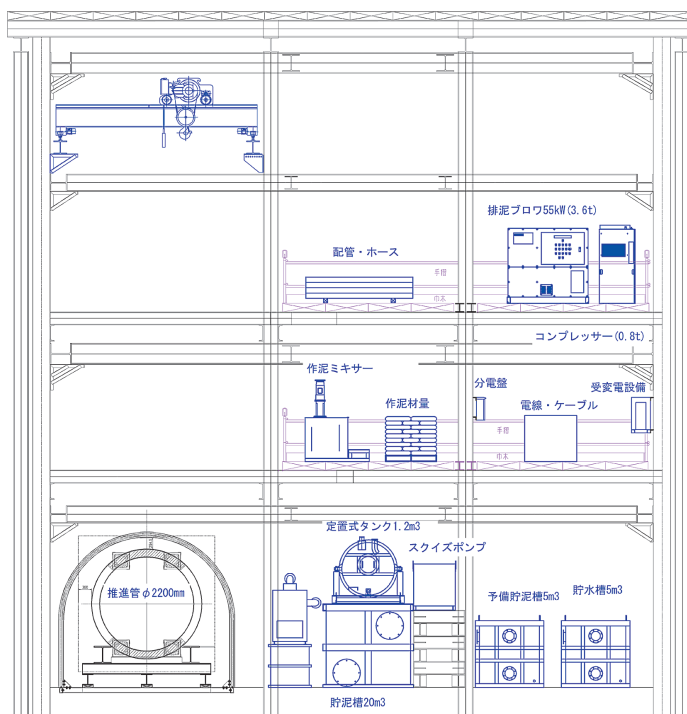 排泥ブロワ55kW(3.6t)
配管・ホース
手摺
巾木
コンプレッサー(0.8t)
作泥ミキサー
作泥材量
分電盤
電線・ケーブル
受変電設備
手摺
巾木
定置式タンク1.2m3
スクイズポンプ
推進管φ2200mm
予備貯泥槽5m3
貯水槽5m3
貯泥槽20m3